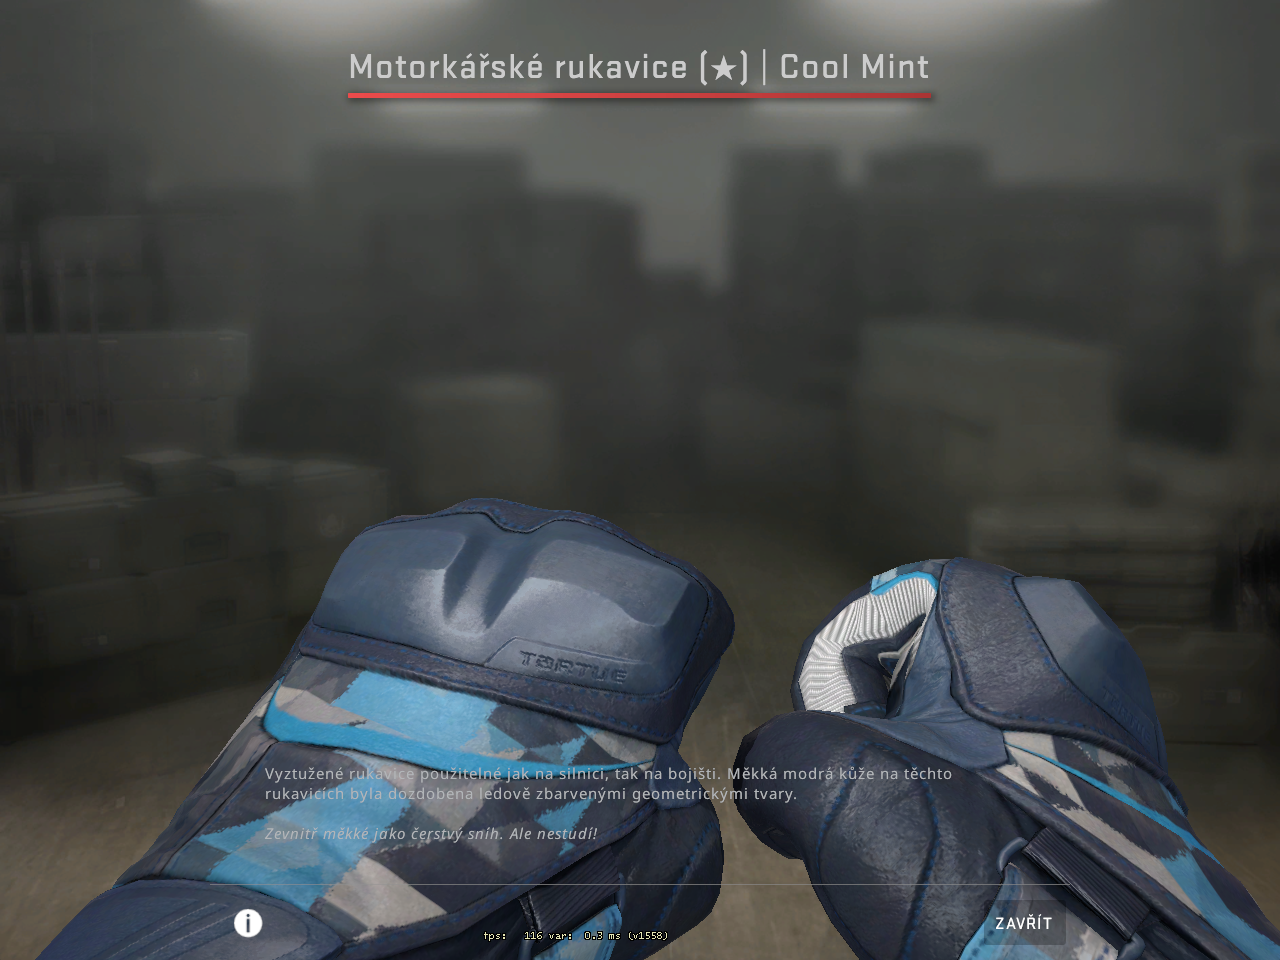 Motorkářské rukavice (★) | Cool Mint
TORTUE
Vyztužené rukavice použitelné jak na silnici, tak na bojišti. Měkká modrá kůže na těchto
rukavicích byla dozdobena ledově zbarvenými geometrickými tvary.
Zevnitř měkké jako čerstvý sníh. Ale nestudí!
ZAVŘÍT
fps: 116 var: 0.3 ms (v1558)